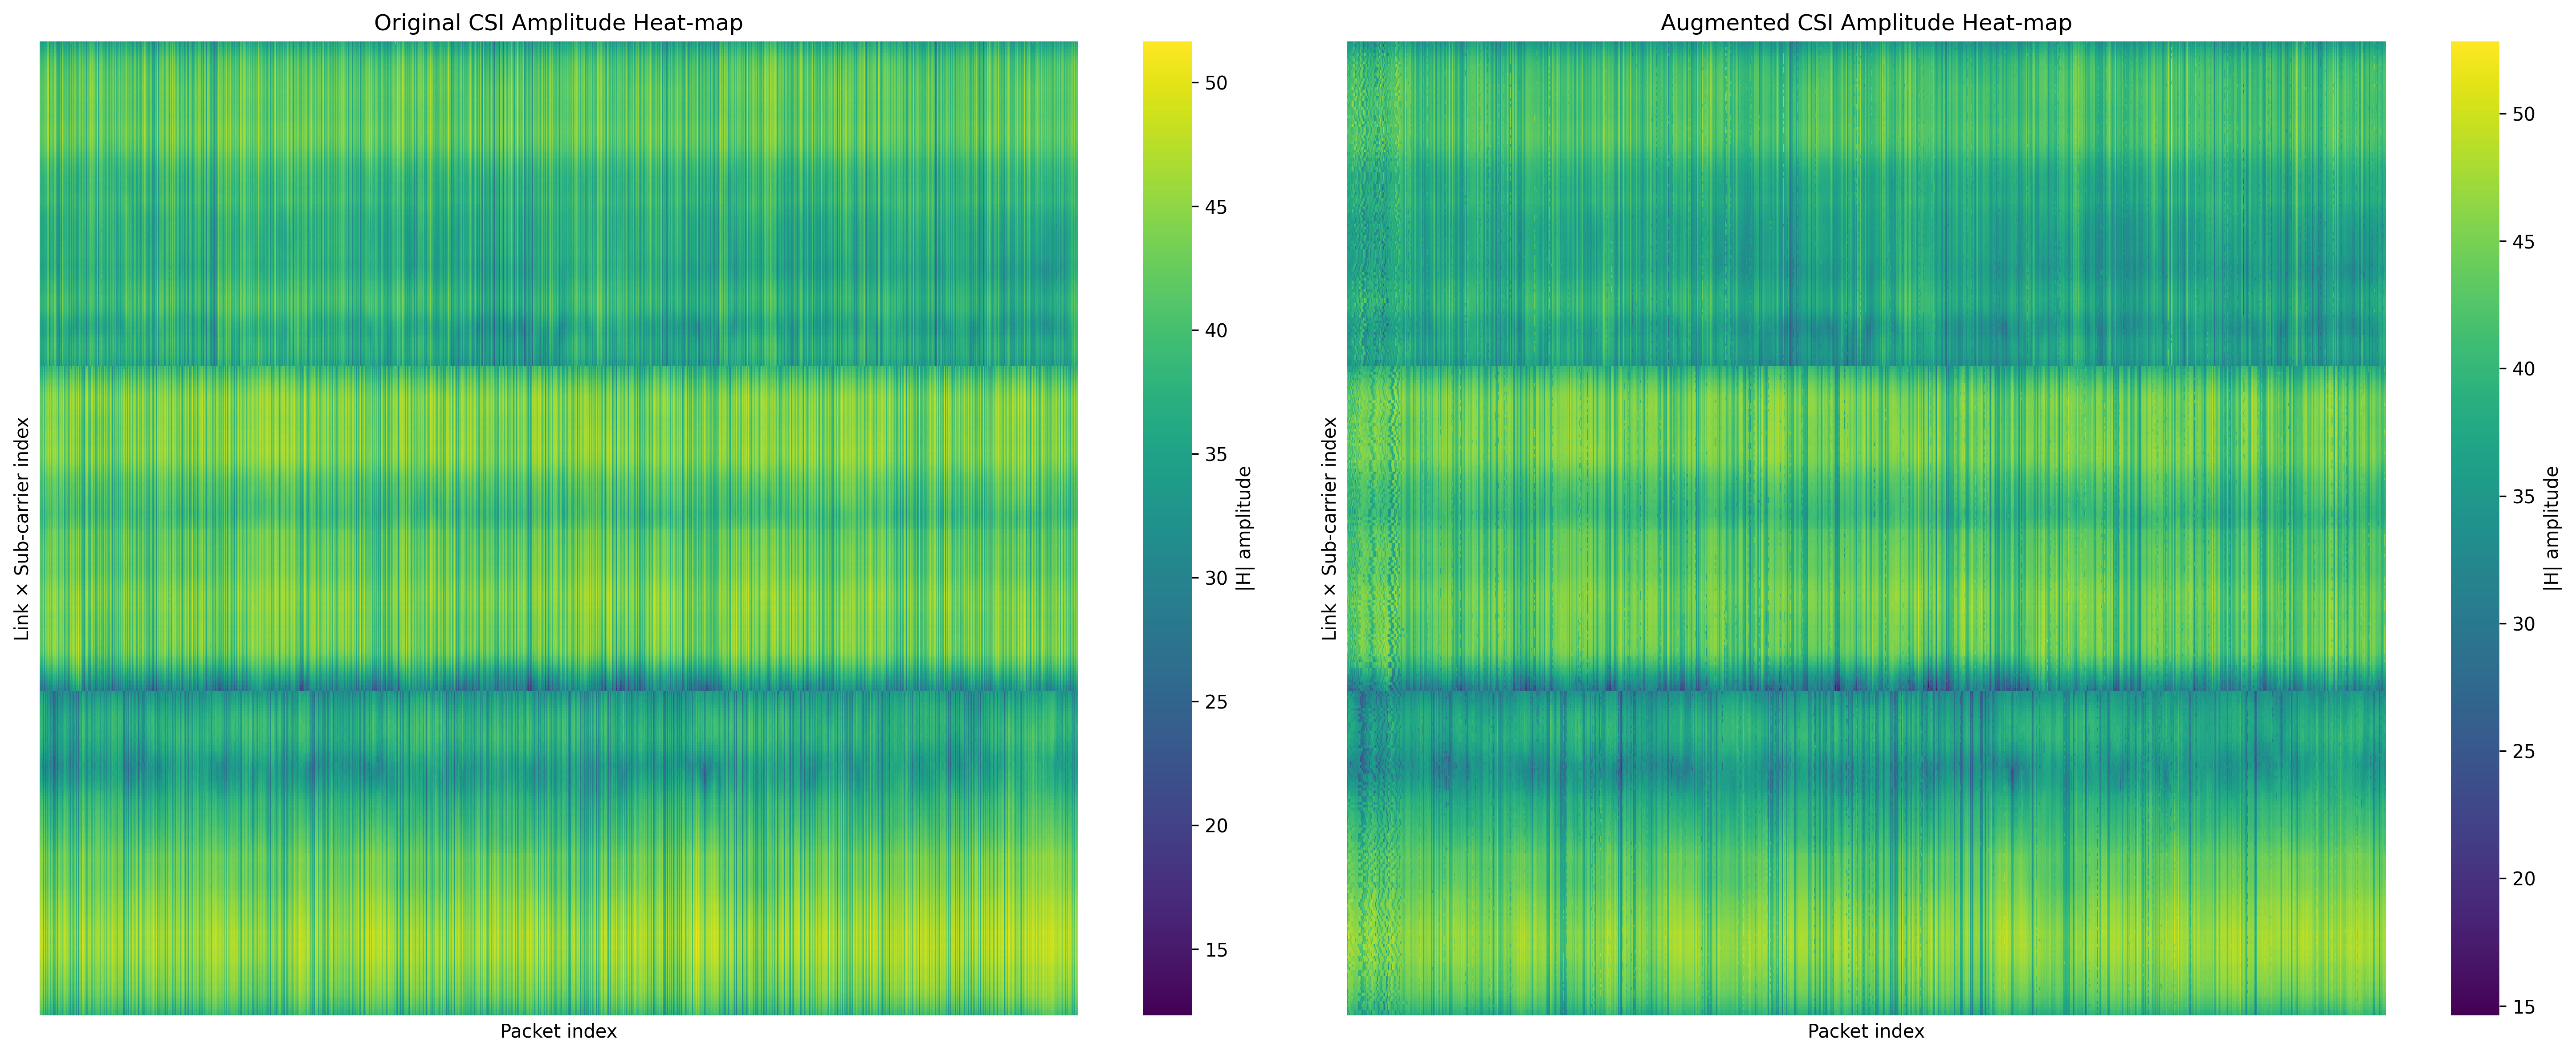 Original CSI Amplitude Heat-map
Link × Sub-carrier index
Packet index
50
45
40
35
30
25
20
15
|H| amplitude
Augmented CSI Amplitude Heat-map
Link × Sub-carrier index
Packet index
50
45
40
35
30
25
20
15
|H| amplitude